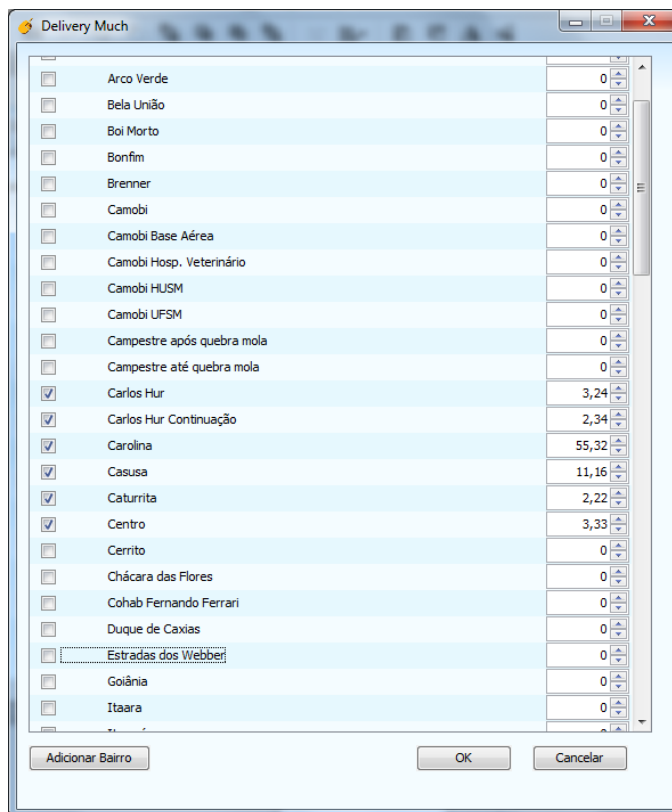 Delivery Much
Arco Verde 0
Bela União 0
Boi Morto 0
Bonfim 0
Brenner 0
Camobi 0
Camobi Base Aérea 0
Camobi Hosp. Veterinário 0
Camobi HUSM 0
Camobi UFSM 0
Campestre após quebra mola 0
Campestre até quebra mola 0
Carlos Hur 3,24
Carlos Hur Continuação 2,34
Carolina 55,32
Casusa 11,16
Caturrita 2,22
Centro 3,33
Cerrito 0
Chácara das Flores 0
Cohab Fernando Ferrari 0
Duque de Caxias 0
Estradas dos Webber 0
Goiânia 0
Itaara 0
Adicionar Bairro OK Cancelar